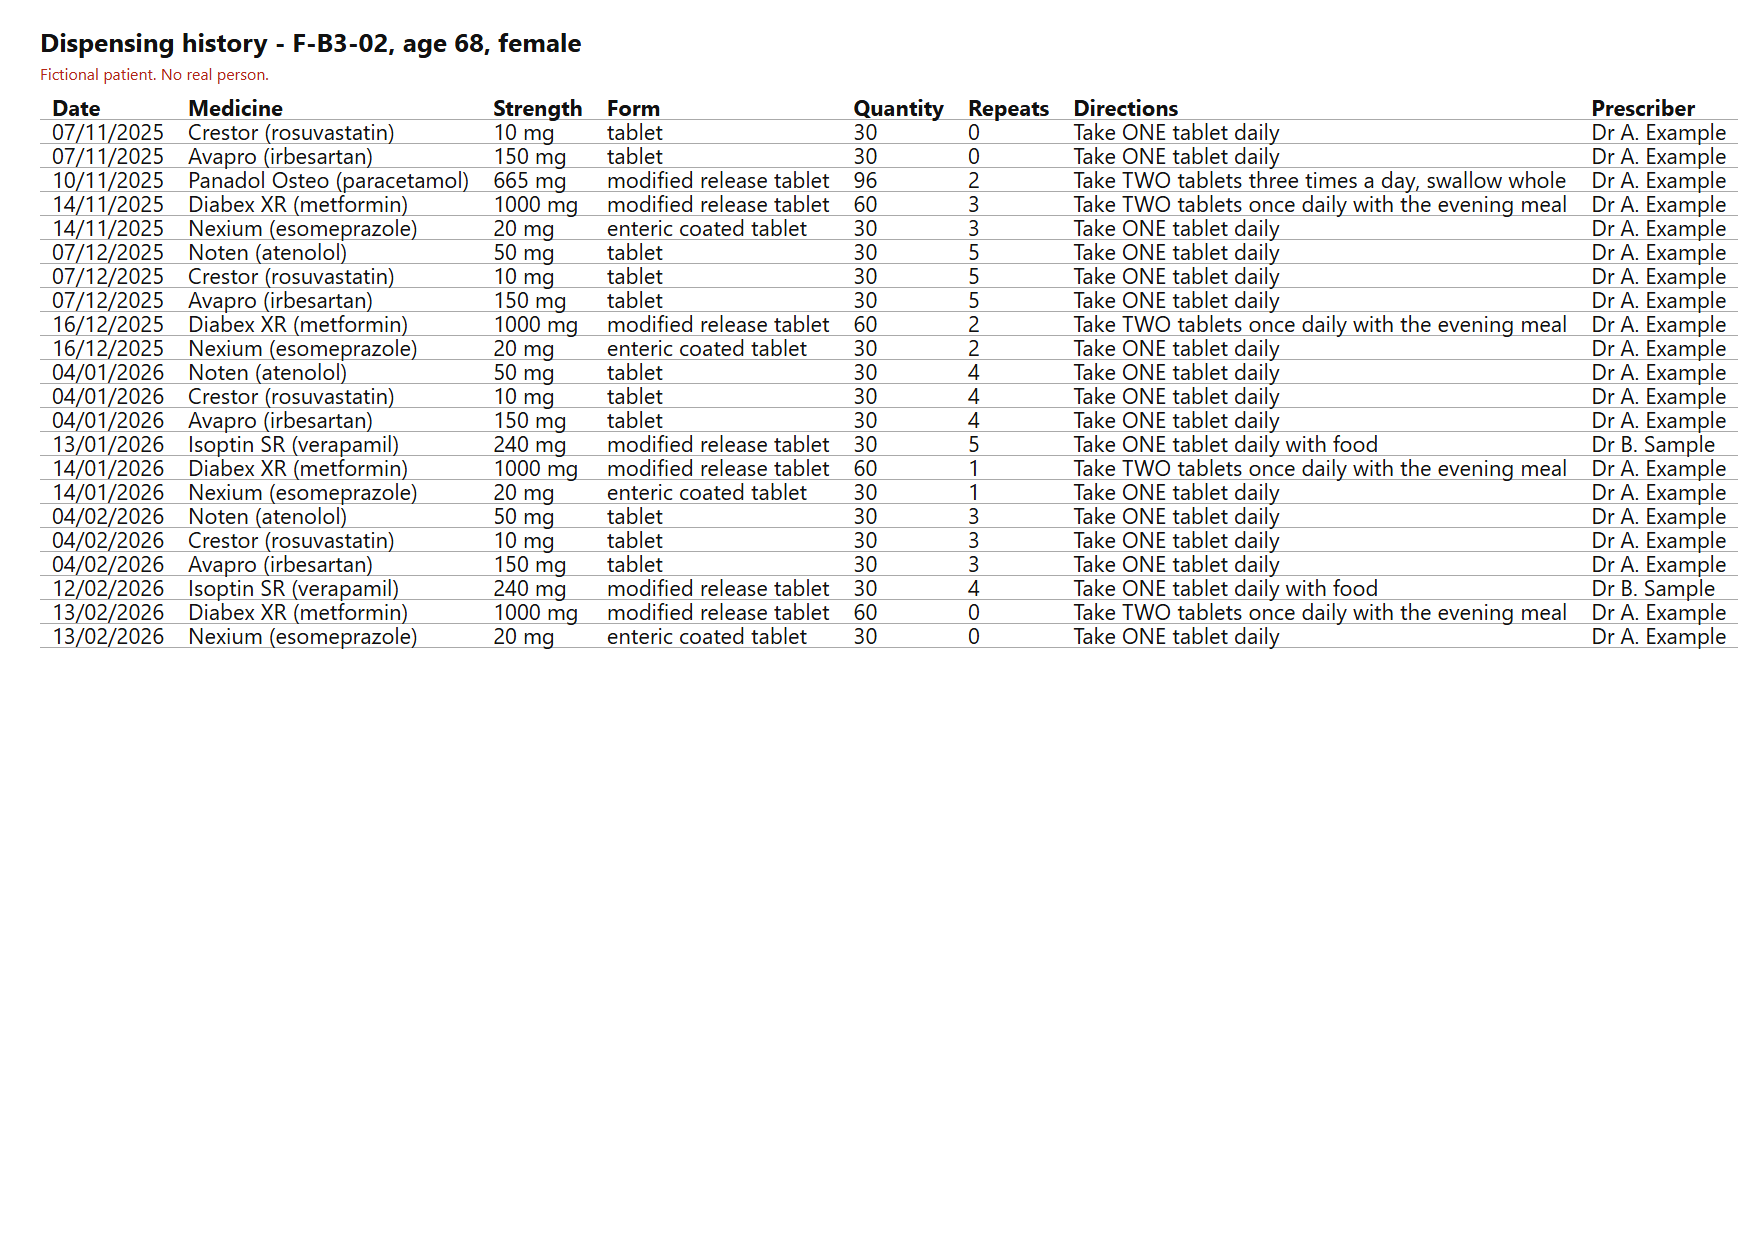 Dispensing history - F-B3-02, age 68, female
Fictional patient. No real person.
Date Medicine Strength Form Quantity Repeats Directions Prescriber
07/11/2025 Crestor (rosuvastatin) 10 mg tablet 30 0 Take ONE tablet daily Dr A. Example
07/11/2025 Avapro (irbesartan) 150 mg tablet 30 0 Take ONE tablet daily Dr A. Example
10/11/2025 Panadol Osteo (paracetamol) 665 mg modified release tablet 96 2 Take TWO tablets three times a day, swallow whole Dr A. Example
14/11/2025 Diabex XR (metformin) 1000 mg modified release tablet 60 3 Take TWO tablets once daily with the evening meal Dr A. Example
14/11/2025 Nexium (esomeprazole) 20 mg enteric coated tablet 30 3 Take ONE tablet daily Dr A. Example
07/12/2025 Noten (atenolol) 50 mg tablet 30 5 Take ONE tablet daily Dr A. Example
07/12/2025 Crestor (rosuvastatin) 10 mg tablet 30 5 Take ONE tablet daily Dr A. Example
07/12/2025 Avapro (irbesartan) 150 mg tablet 30 5 Take ONE tablet daily Dr A. Example
16/12/2025 Diabex XR (metformin) 1000 mg modified release tablet 60 2 Take TWO tablets once daily with the evening meal Dr A. Example
16/12/2025 Nexium (esomeprazole) 20 mg enteric coated tablet 30 2 Take ONE tablet daily Dr A. Example
04/01/2026 Noten (atenolol) 50 mg tablet 30 4 Take ONE tablet daily Dr A. Example
04/01/2026 Crestor (rosuvastatin) 10 mg tablet 30 4 Take ONE tablet daily Dr A. Example
04/01/2026 Avapro (irbesartan) 150 mg tablet 30 4 Take ONE tablet daily Dr A. Example
13/01/2026 Isoptin SR (verapamil) 240 mg modified release tablet 30 5 Take ONE tablet daily with food Dr B. Sample
14/01/2026 Diabex XR (metformin) 1000 mg modified release tablet 60 1 Take TWO tablets once daily with the evening meal Dr A. Example
14/01/2026 Nexium (esomeprazole) 20 mg enteric coated tablet 30 1 Take ONE tablet daily Dr A. Example
04/02/2026 Noten (atenolol) 50 mg tablet 30 3 Take ONE tablet daily Dr A. Example
04/02/2026 Crestor (rosuvastatin) 10 mg tablet 30 3 Take ONE tablet daily Dr A. Example
04/02/2026 Avapro (irbesartan) 150 mg tablet 30 3 Take ONE tablet daily Dr A. Example
12/02/2026 Isoptin SR (verapamil) 240 mg modified release tablet 30 4 Take ONE tablet daily with food Dr B. Sample
13/02/2026 Diabex XR (metformin) 1000 mg modified release tablet 60 0 Take TWO tablets once daily with the evening meal Dr A. Example
13/02/2026 Nexium (esomeprazole) 20 mg enteric coated tablet 30 0 Take ONE tablet daily Dr A. Example